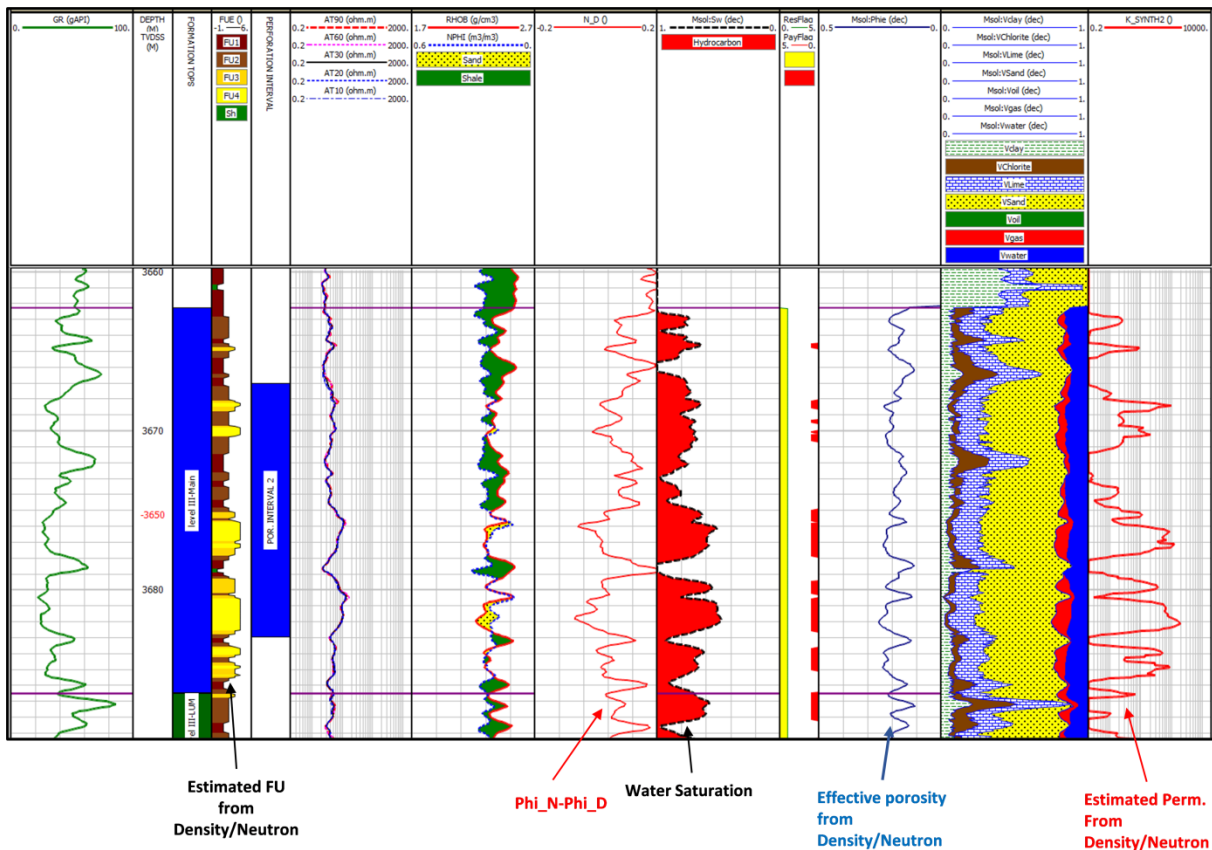 GR (gAPI)
0. 100.
DEPTH
(M)
TVDSS
(M)
FORMATION TOPS
FUE ()
-1. 6.
FU1
FU2
FU3
FU4
Sh
PERFORATION INTERVAL
AT90 (ohm.m)
0.2 2000.
AT60 (ohm.m)
0.2 2000.
AT30 (ohm.m)
0.2 2000.
AT20 (ohm.m)
0.2 2000.
AT10 (ohm.m)
0.2 2000.
RHOB (g/cm3)
1.7 2.7
NPHI (m3/m3)
0.6 0.
Sand
Shale
N_D ()
-0.2 0.2
Msol:Sw (dec)
1. 0.
Hydrocarbon
ResFlag
0. 5.
PayFlag
5. 0.
Msol:Phie (dec)
0.5 0.
Msol:Vclay (dec)
0. 1.
Msol:VChlorite (dec)
0. 1.
Msol:VLime (dec)
0. 1.
Msol:VSand (dec)
0. 1.
Msol:Voil (dec)
0. 1.
Msol:Vgas (dec)
0. 1.
Msol:Vwater (dec)
0. 1.
Vclay
VChlorite
VLime
VSand
Voil
Vgas
Vwater
K_SYNTH2 ()
0.2 10000.
3660
3670
-3650
3680
level III-Main
el III-LUM
POR. INTERVAL 2
Estimated FU
from
Density/Neutron
Phi_N-Phi_D
Water Saturation
Effective porosity
from
Density/Neutron
Estimated Perm.
From
Density/Neutron